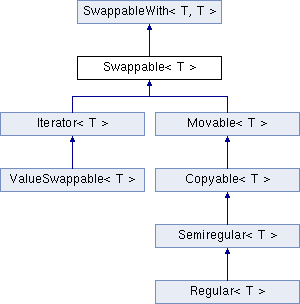 SwappableWith< T, T >
Swappable< T >
Iterator< T >
Movable< T >
ValueSwappable< T >
Copyable< T >
Semiregular< T >
Regular< T >